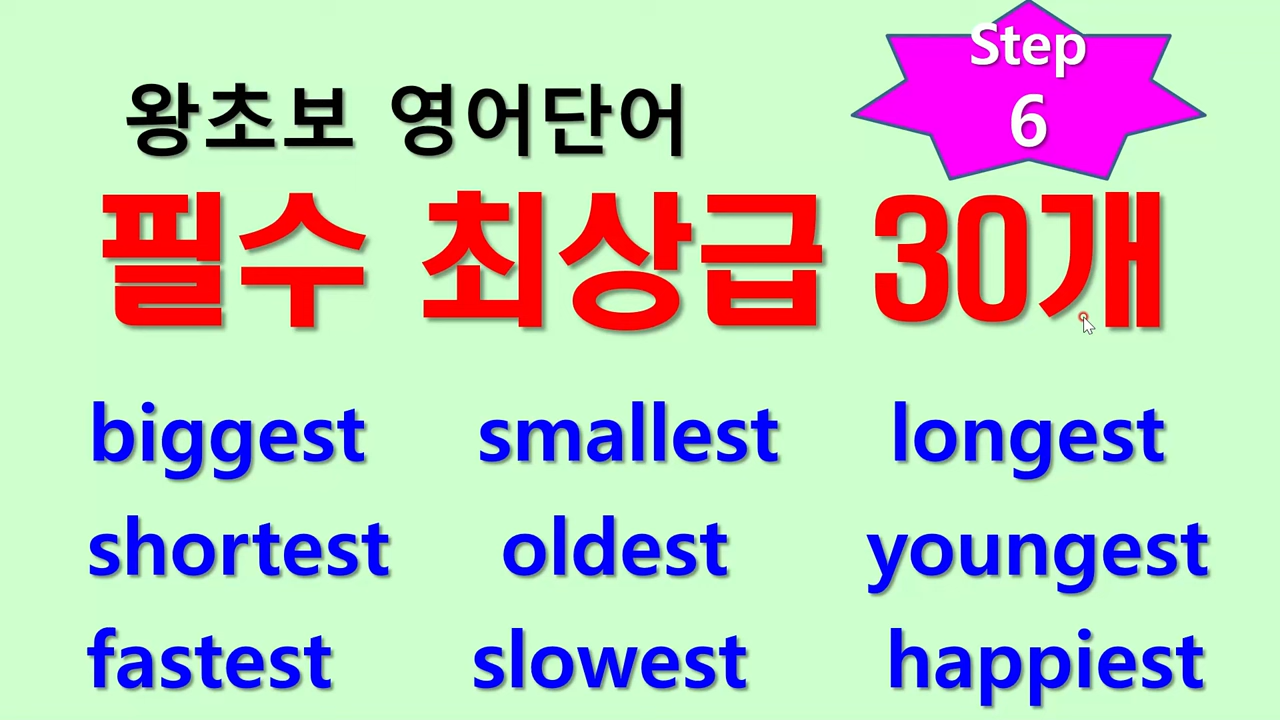 Step
6
왕초보 영어단어
필수 최상급 30개
biggest smallest longest
shortest oldest youngest
fastest slowest happiest